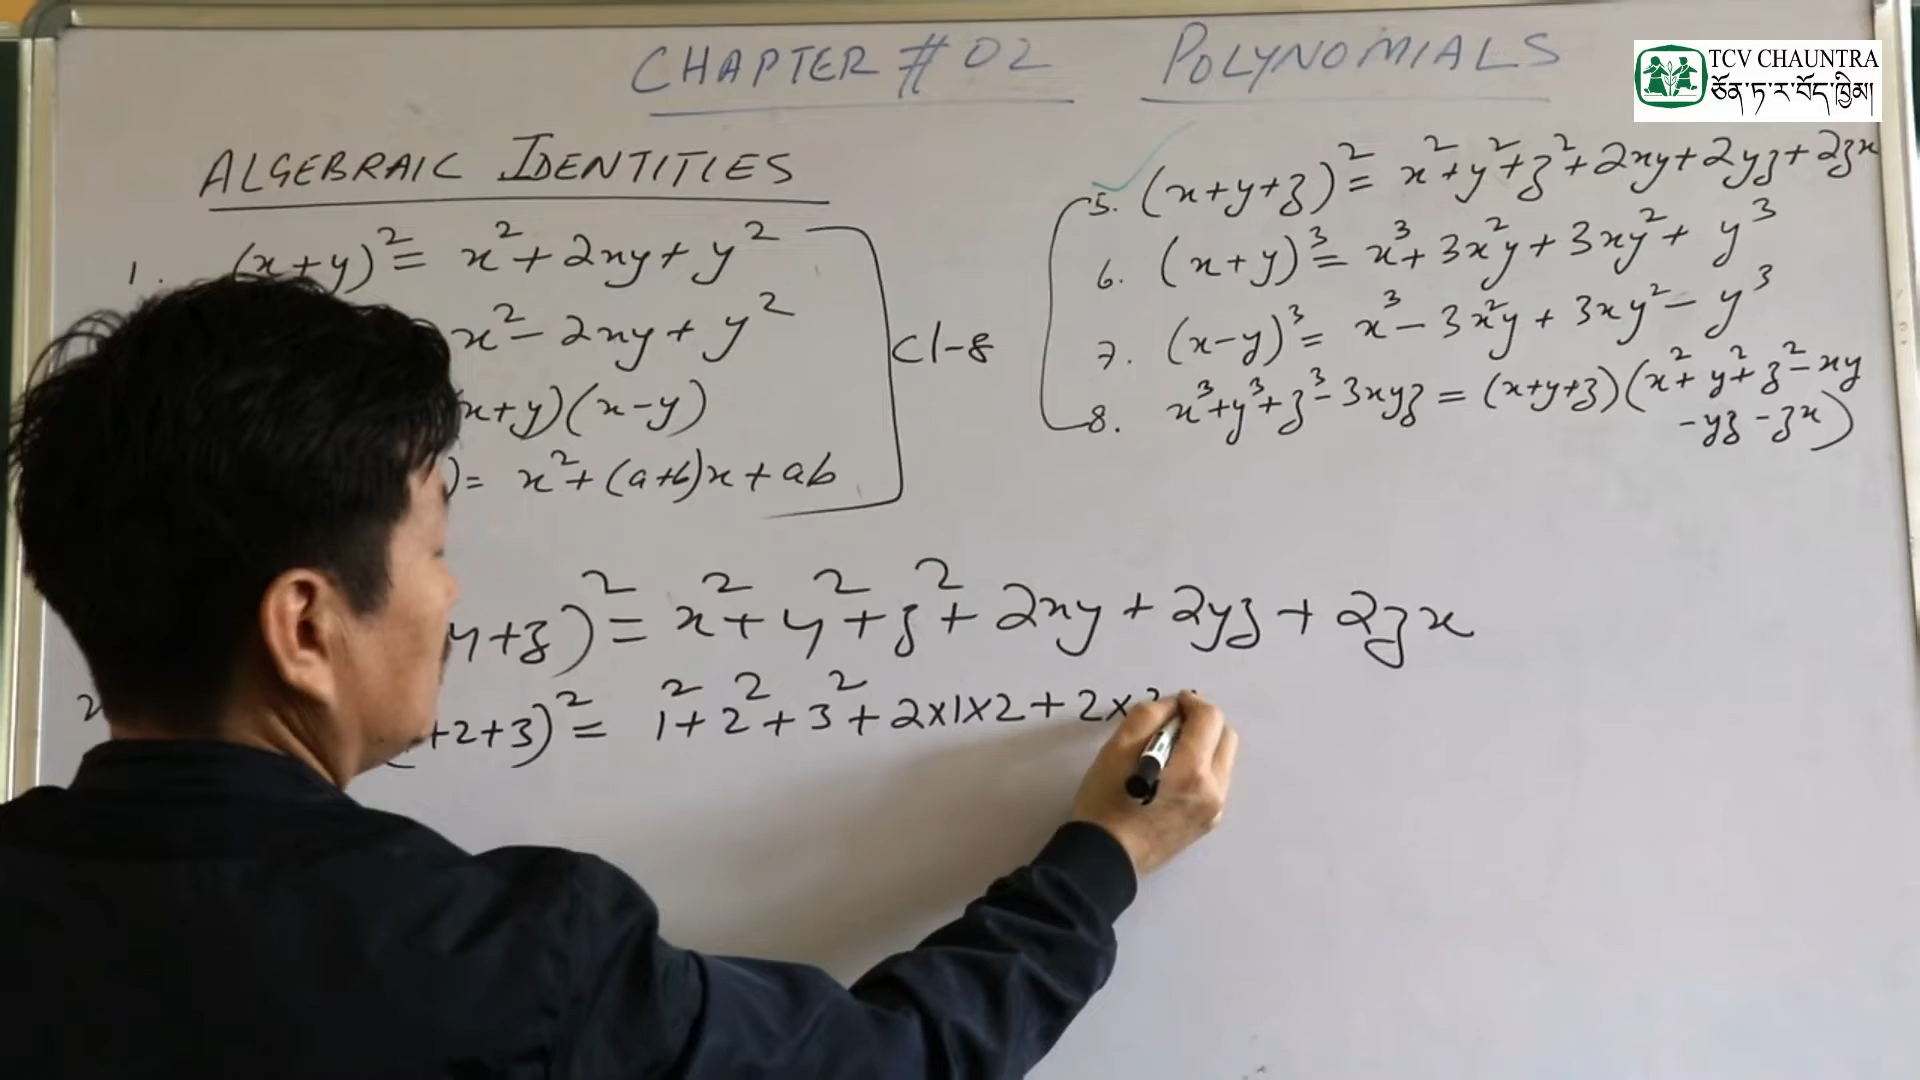 CHAPTER # 02 POLYNOMIALS
TCV CHAUNTRA
ཅོན་ཏ་ར་བོད་ཁྱིམ།
ALGEBRAIC IDENTITIES
1. (x+y)² = x² + 2xy + y²
x² - 2xy + y²
x+y)(x-y)
)= x² + (a+b)x + ab
Cl-8
5. (x+y+z)² = x² + y² + z² + 2xy + 2yz + 2zx
6. (x+y)³ = x³ + 3x²y + 3xy² + y³
7. (x-y)³ = x³ - 3x²y + 3xy² - y³
8. x³+y³+z³-3xyz = (x+y+z)(x²+y²+z²-xy
-yz-zx)
y+z)² = x² + y² + z² + 2xy + 2yz + 2zx
+2+3)² = 1² + 2² + 3² + 2×1×2 + 2×